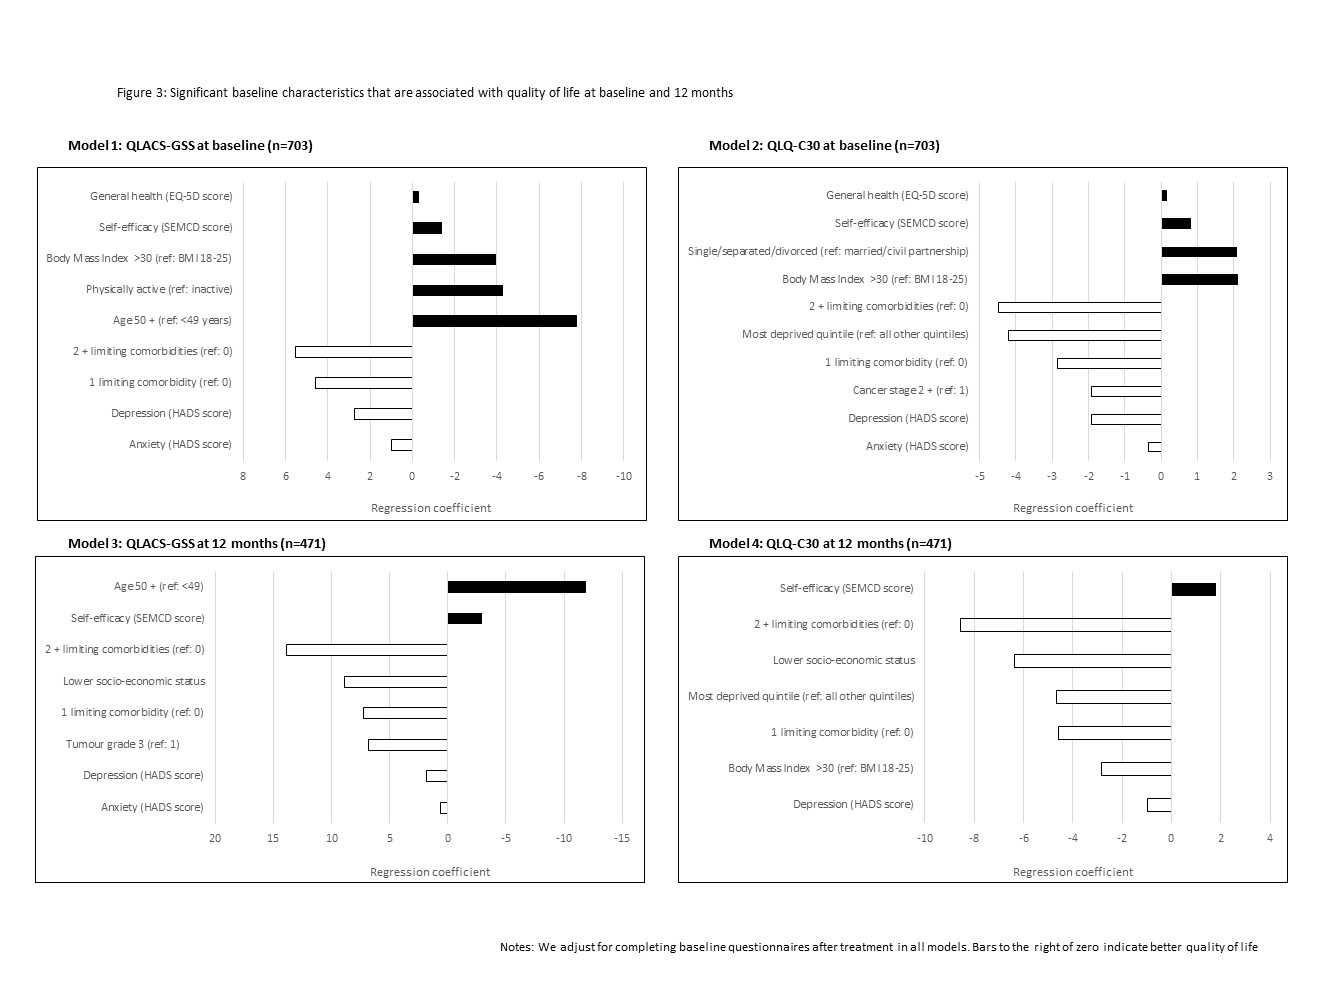 Figure 3: Significant baseline characteristics that are associated with quality of life at baseline and 12 months
Model 1: QLACS-GSS at baseline (n=703)
General health (EQ-5D score)
Self-efficacy (SEMCD score)
Body Mass Index >30 (ref: BMI 18-25)
Physically active (ref: inactive)
Age 50 + (ref: <49 years)
2 + limiting comorbidities (ref: 0)
1 limiting comorbidity (ref: 0)
Depression (HADS score)
Anxiety (HADS score)
8 6 4 2 0 -2 -4 -6 -8 -10
Regression coefficient
Model 2: QLQ-C30 at baseline (n=703)
General health (EQ-5D score)
Self-efficacy (SEMCD score)
Single/separated/divorced (ref: married/civil partnership)
Body Mass Index >30 (ref: BMI 18-25)
2 + limiting comorbidities (ref: 0)
Most deprived quintile (ref: all other quintiles)
1 limiting comorbidity (ref: 0)
Cancer stage 2 + (ref: 1)
Depression (HADS score)
Anxiety (HADS score)
-5 -4 -3 -2 -1 0 1 2 3
Regression coefficient
Model 3: QLACS-GSS at 12 months (n=471)
Age 50 + (ref: <49)
Self-efficacy (SEMCD score)
2 + limiting comorbidities (ref: 0)
Lower socio-economic status
1 limiting comorbidity (ref: 0)
Tumour grade 3 (ref: 1)
Depression (HADS score)
Anxiety (HADS score)
20 15 10 5 0 -5 -10 -15
Regression coefficient
Model 4: QLQ-C30 at 12 months (n=471)
Self-efficacy (SEMCD score)
2 + limiting comorbidities (ref: 0)
Lower socio-economic status
Most deprived quintile (ref: all other quintiles)
1 limiting comorbidity (ref: 0)
Body Mass Index >30 (ref: BMI 18-25)
Depression (HADS score)
-10 -8 -6 -4 -2 0 2 4
Regression coefficient
Notes: We adjust for completing baseline questionnaires after treatment in all models. Bars to the right of zero indicate better quality of life